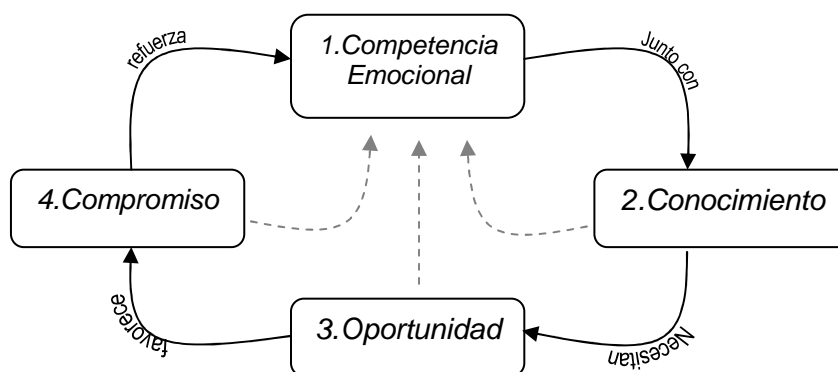 refuerza
1.Competencia
Emocional
Junto con
4.Compromiso
2.Conocimiento
favorece
3.Oportunidad
Necesitan